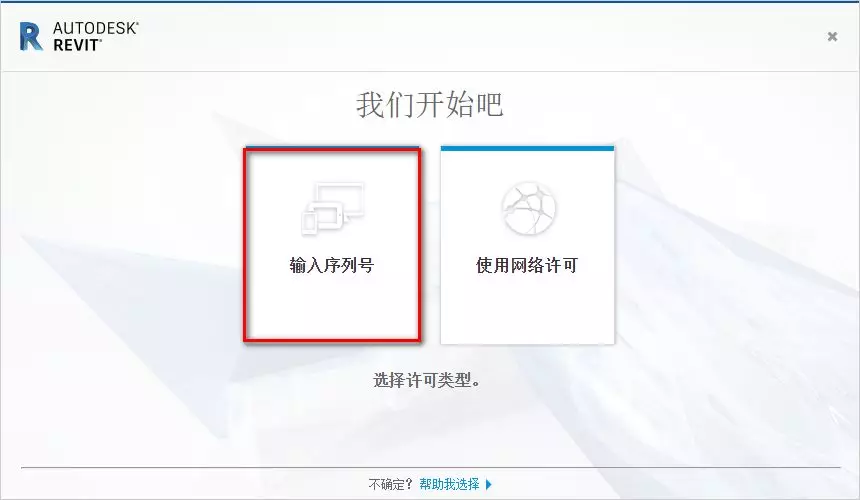 AUTODESK®
REVIT®
我们开始吧
输入序列号
使用网络许可
选择许可类型。
不确定? 帮助我选择